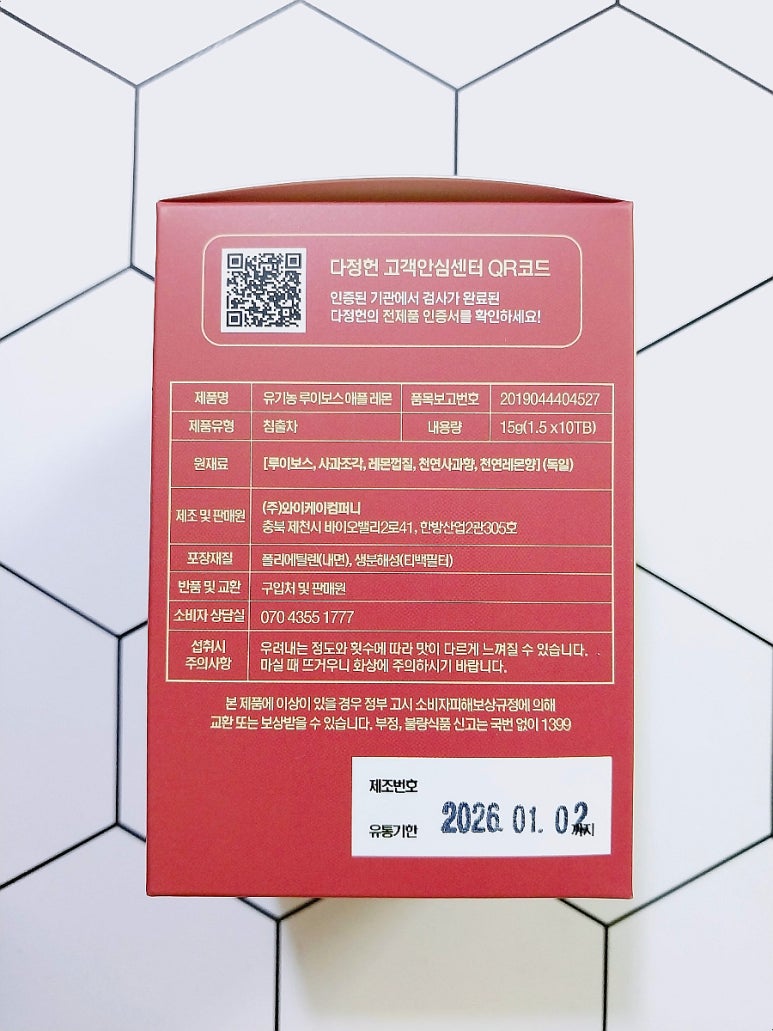 다정헌 고객안심센터 QR코드
인증된 기관에서 검사가 완료된
다정헌의 전제품 인증서를 확인하세요!
제품명 유기농 루이보스 애플 레몬 품목보고번호 2019044404527
제품유형 침출차 내용량 15g(1.5 x10TB)
원재료 [루이보스, 사과조각, 레몬껍질, 천연사과향, 천연레몬향] (독일)
제조 및 판매원 (주)와이케이컴퍼니
충북 제천시 바이오밸리2로41, 한방산업2관305호
포장재질 폴리에틸렌(내면), 생분해성(티백필터)
반품 및 교환 구입처 및 판매원
소비자 상담실 070 4355 1777
섭취시 주의사항 우려내는 정도와 횟수에 따라 맛이 다르게 느껴질 수 있습니다.
마실 때 뜨거우니 화상에 주의하시기 바랍니다.
본 제품에 이상이 있을 경우 정부 고시 소비자피해보상규정에 의해
교환 또는 보상받을 수 있습니다. 부정, 불량식품 신고는 국번 없이 1399
제조번호
유통기한 2026. 01. 02 까지